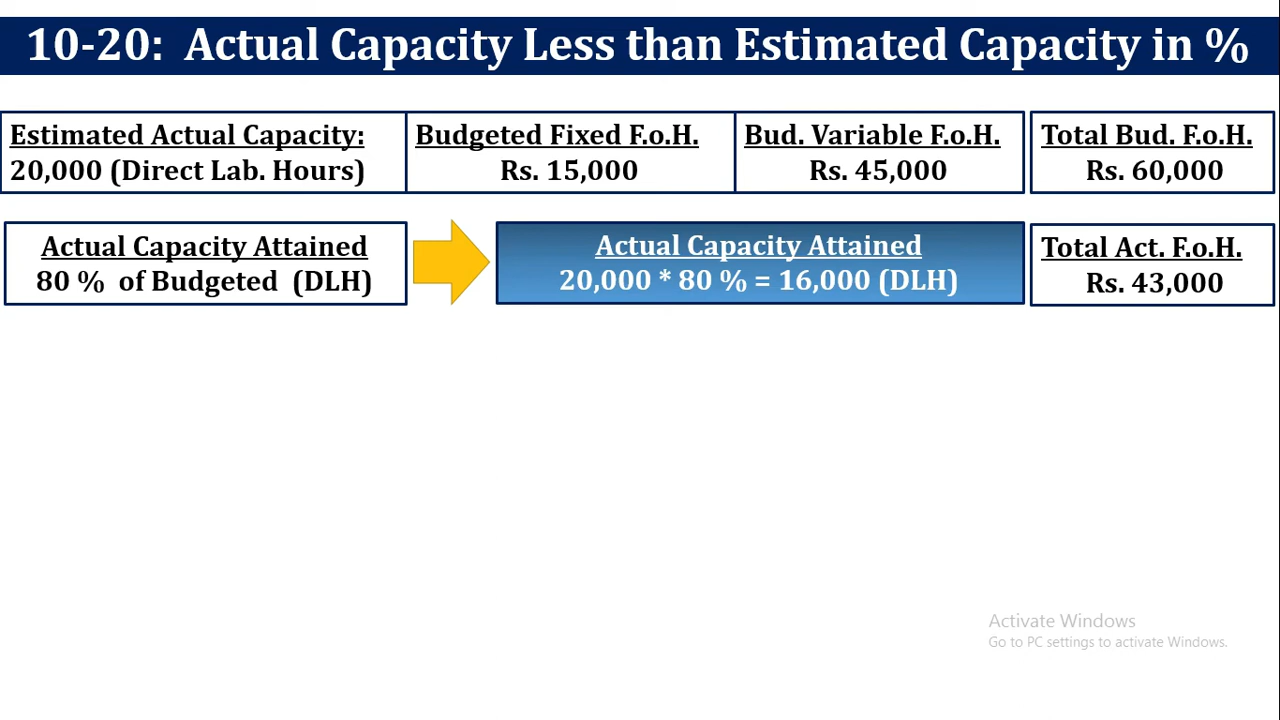 10-20: Actual Capacity Less than Estimated Capacity in %
Estimated Actual Capacity:
20,000 (Direct Lab. Hours)
Budgeted Fixed F.o.H.
Rs. 15,000
Bud. Variable F.o.H.
Rs. 45,000
Total Bud. F.o.H.
Rs. 60,000
Actual Capacity Attained
80 % of Budgeted (DLH)
Actual Capacity Attained
20,000 * 80 % = 16,000 (DLH)
Total Act. F.o.H.
Rs. 43,000
Activate Windows
Go to PC settings to activate Windows.